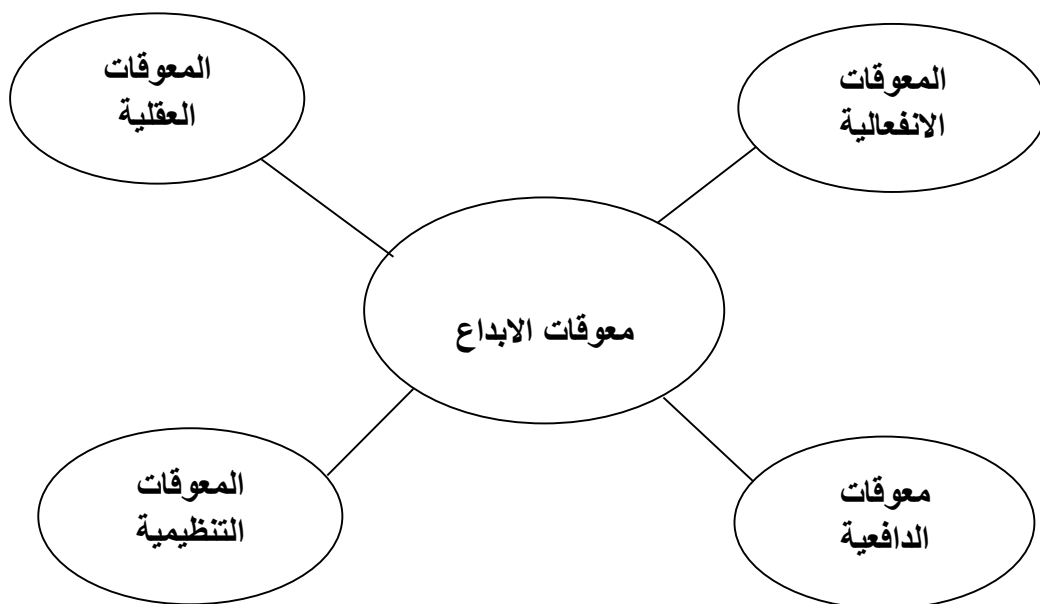 المعوقات
الانفعالية
المعوقات
العقلية
معوقات الابداع
معوقات
الدافعية
المعوقات
التنظيمية